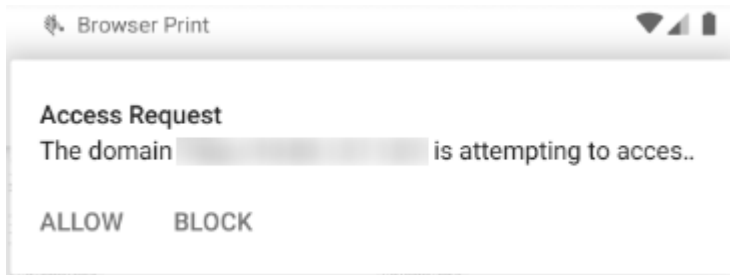 Browser Print
Access Request
The domain is attempting to acces..
ALLOW BLOCK